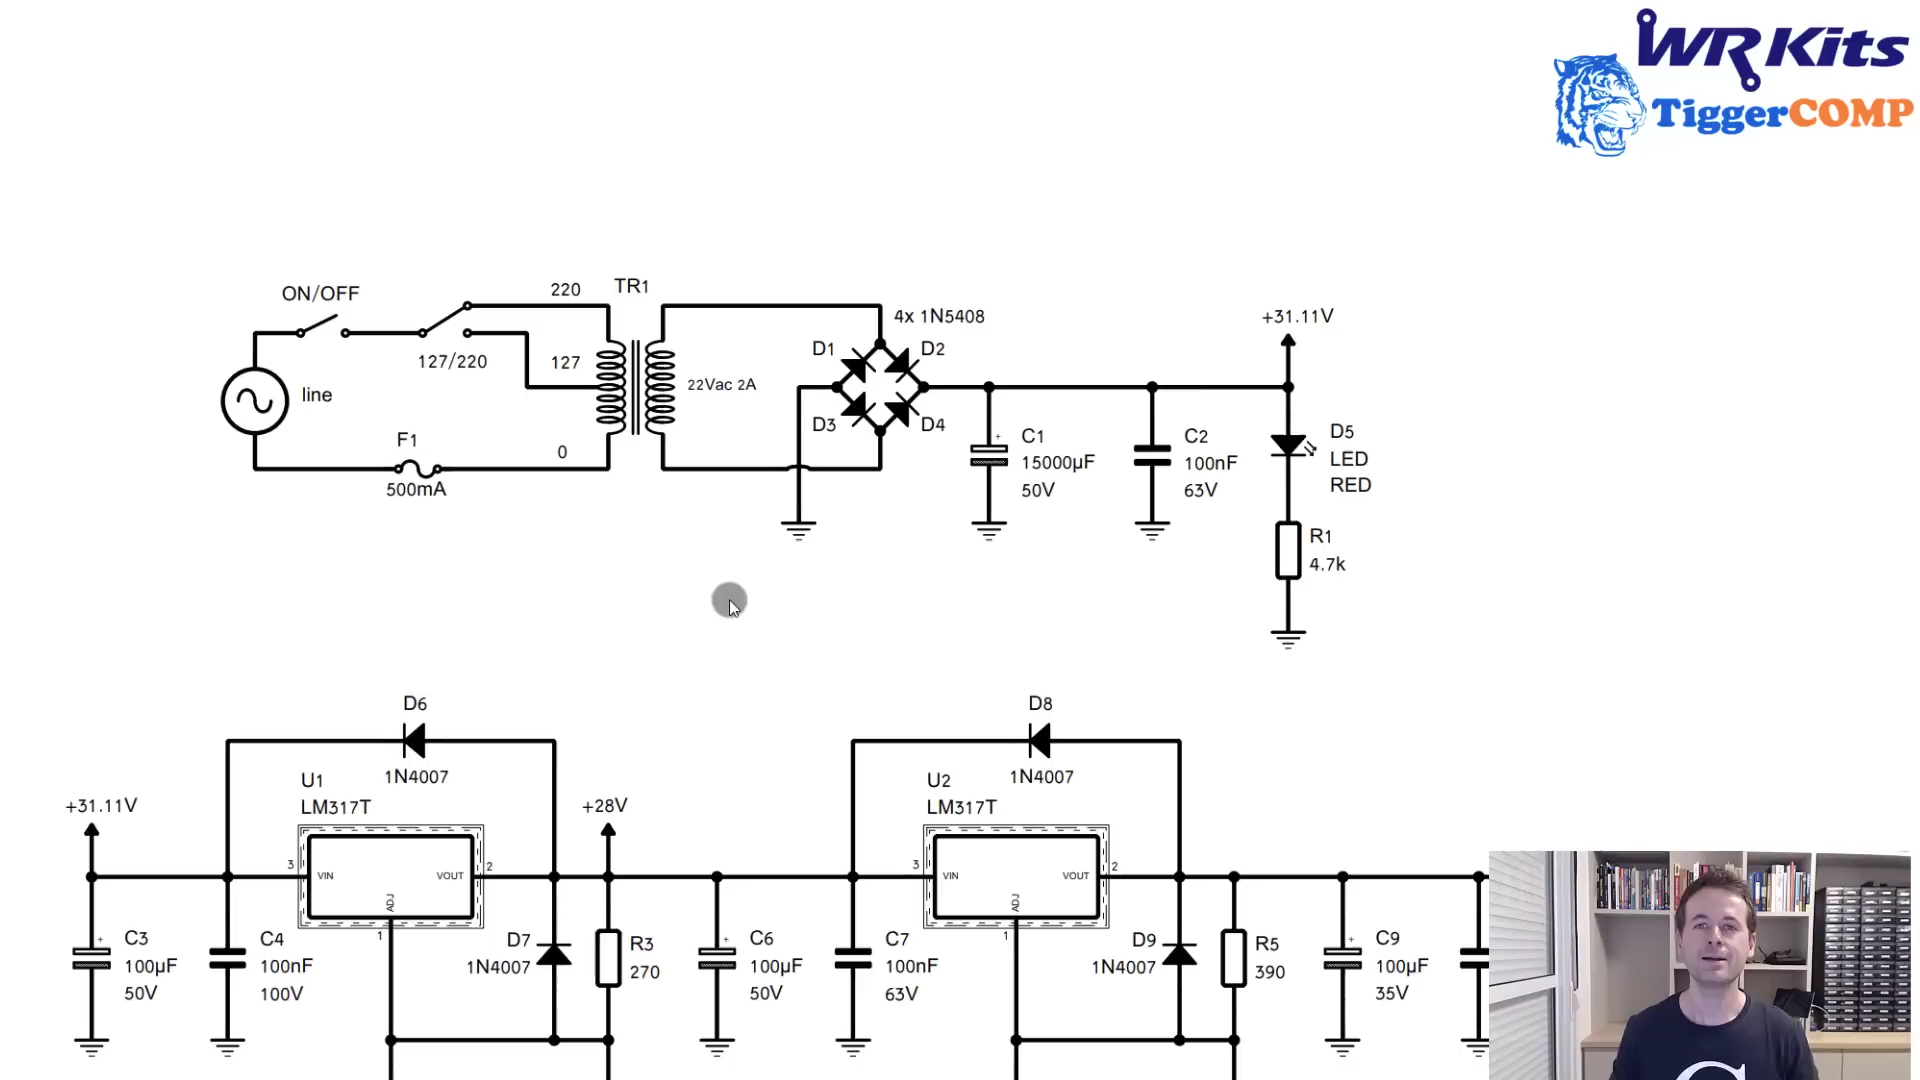 WR Kits
TiggerCOMP
ON/OFF
220
TR1
4x 1N5408
+31.11V
127/220
127
22Vac 2A
D1
D2
line
D3
D4
F1
500mA
0
C1
15000µF
50V
C2
100nF
63V
D5
LED
RED
R1
4.7k
D6
1N4007
D8
1N4007
+31.11V
U1
LM317T
+28V
U2
LM317T
3
VIN
VOUT
2
ADJ
1
3
VIN
VOUT
2
ADJ
1
C3
100µF
50V
C4
100nF
100V
D7
1N4007
R3
270
C6
100µF
50V
C7
100nF
63V
D9
1N4007
R5
390
C9
100µF
35V